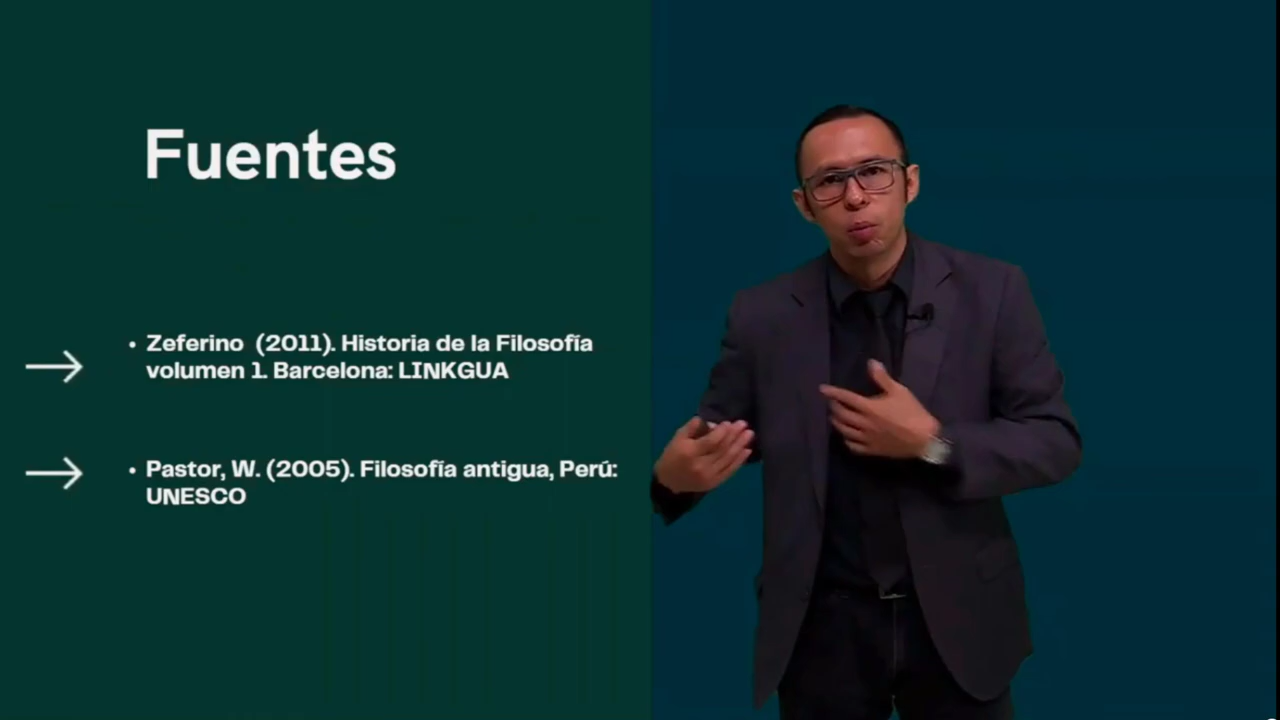 Fuentes
• Zeferino (2011). Historia de la Filosofía
volumen 1. Barcelona: LINKGUA
• Pastor, W. (2005). Filosofía antigua, Perú:
UNESCO